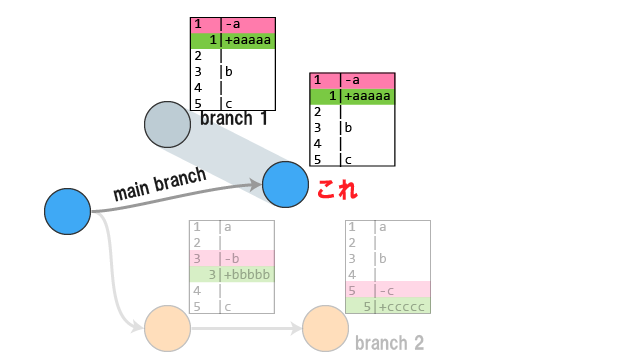 1 |-a
1|+aaaaa
2 |
3 |b
4 |
5 |c
branch 1
1 |-a
1|+aaaaa
2 |
3 |b
4 |
5 |c
main branch
これ
1 |a
2 |
3 |-b
3|+bbbbb
4 |
5 |c
1 |a
2 |
3 |b
4 |
5 |-c
5|+ccccc
branch 2